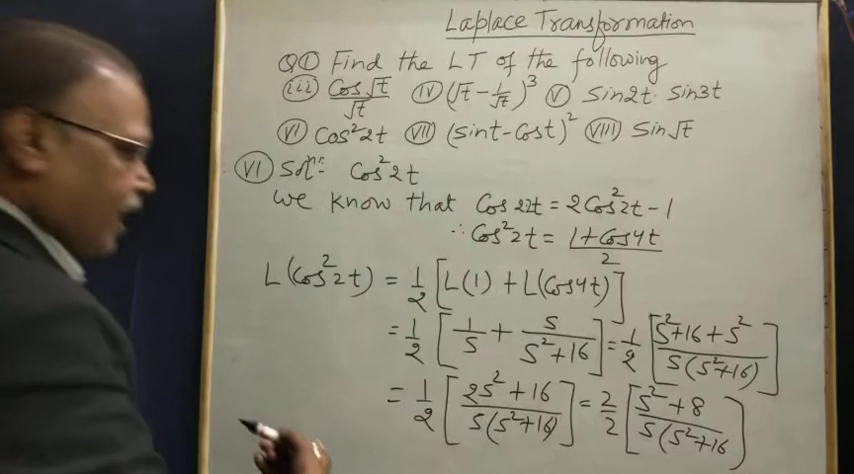 Laplace Transformation
Q① Find the LT of the following
(iii) Cos√t/√t (iv) (√t - 1/√t)³ (v) Sin2t. Sin3t
(vi) Cos²2t (vii) (sint - Cost)² (viii) Sin√t
(vi) Solⁿ:- Cos²2t
We know that Cos 22t = 2Cos²2t - 1
∴ Cos²2t = (1 + Cos4t)/2
L(Cos²2t) = 1/2 [L(1) + L(Cos4t)]
= 1/2 [1/s + s/(s²+16)] = 1/2 [(s²+16+s²)/(s(s²+16))]
= 1/2 [(2s²+16)/(s(s²+16))] = 2/2 [(s²+8)/(s(s²+16)]